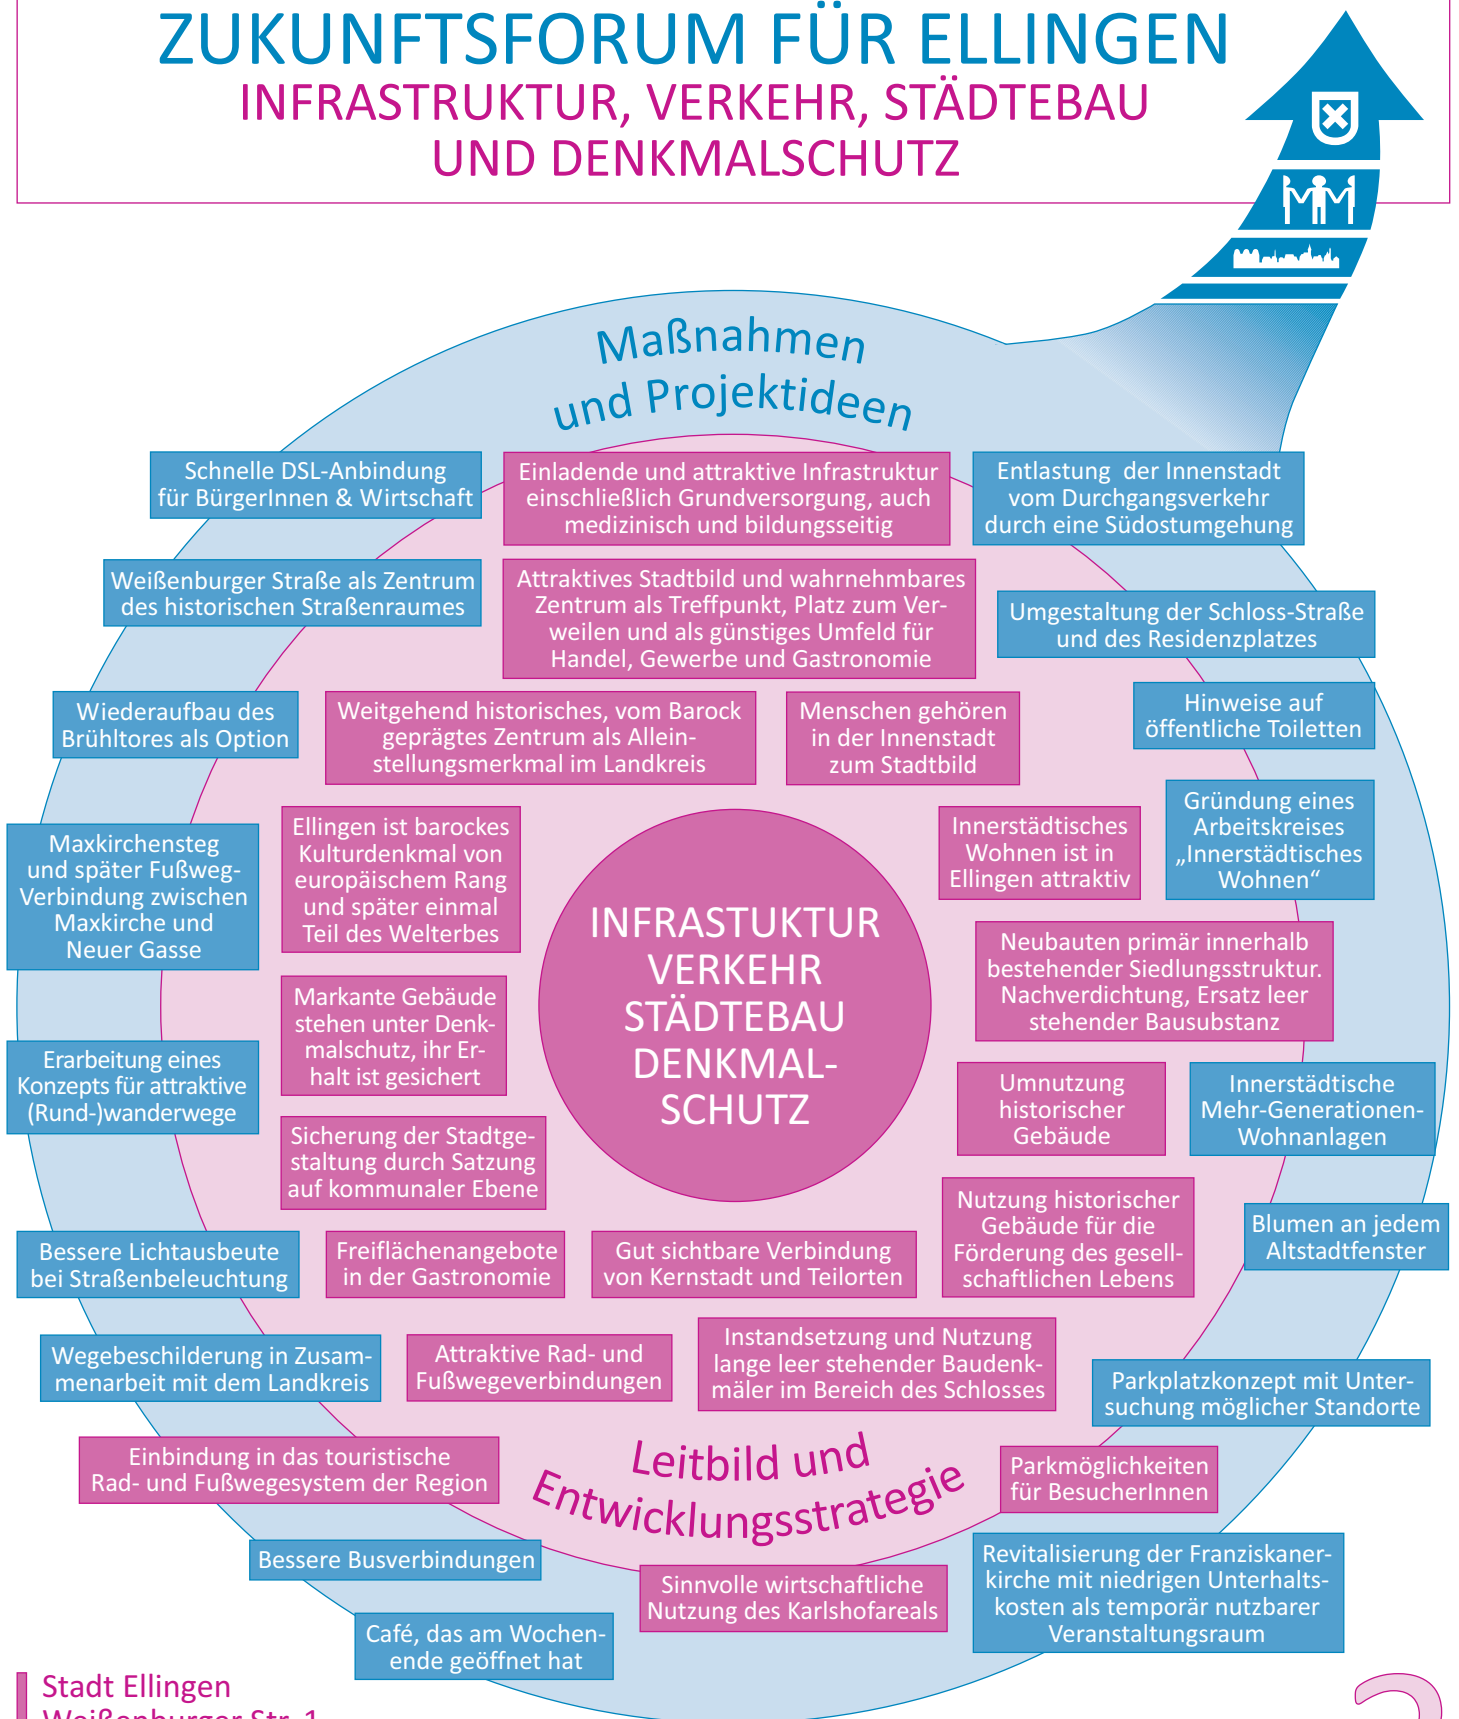 ZUKUNFTSFORUM FÜR ELLINGEN
INFRASTRUKTUR, VERKEHR, STÄDTEBAU
UND DENKMALSCHUTZ
Maßnahmen
und Projektideen
Schnelle DSL-Anbindung
für BürgerInnen & Wirtschaft
Einladende und attraktive Infrastruktur
einschließlich Grundversorgung, auch
medizinisch und bildungsseitig
Entlastung der Innenstadt
vom Durchgangsverkehr
durch eine Südostumgehung
Weißenburger Straße als Zentrum
des historischen Straßenraumes
Attraktives Stadtbild und wahrnehmbares
Zentrum als Treffpunkt, Platz zum Ver-
weilen und als günstiges Umfeld für
Handel, Gewerbe und Gastronomie
Umgestaltung der Schloss-Straße
und des Residenzplatzes
Wiederaufbau des
Brühltores als Option
Weitgehend historisches, vom Barock
geprägtes Zentrum als Allein-
stellungsmerkmal im Landkreis
Menschen gehören
in der Innenstadt
zum Stadtbild
Hinweise auf
öffentliche Toiletten
Maxkirchensteg
und später Fußweg-
Verbindung zwischen
Maxkirche und
Neuer Gasse
Ellingen ist barockes
Kulturdenkmal von
europäischem Rang
und später einmal
Teil des Welterbes
Innerstädtisches
Wohnen ist in
Ellingen attraktiv
Gründung eines
Arbeitskreises
„Innerstädtisches
Wohnen“
INFRASTUKTUR
VERKEHR
STÄDTEBAU
DENKMAL-
SCHUTZ
Neubauten primär innerhalb
bestehender Siedlungsstruktur.
Nachverdichtung, Ersatz leer
stehender Bausubstanz
Markante Gebäude
stehen unter Denk-
malschutz, ihr Er-
halt ist gesichert
Erarbeitung eines
Konzepts für attraktive
(Rund-)wanderwege
Umnutzung
historischer
Gebäude
Innerstädtische
Mehr-Generationen-
Wohnanlagen
Sicherung der Stadtge-
staltung durch Satzung
auf kommunaler Ebene
Nutzung historischer
Gebäude für die
Förderung des gesell-
schaftlichen Lebens
Blumen an jedem
Altstadtfenster
Bessere Lichtausbeute
bei Straßenbeleuchtung
Freiflächenangebote
in der Gastronomie
Gut sichtbare Verbindung
von Kernstadt und Teilorten
Wegebeschilderung in Zusam-
menarbeit mit dem Landkreis
Attraktive Rad- und
Fußwegeverbindungen
Instandsetzung und Nutzung
lange leer stehender Baudenk-
mäler im Bereich des Schlosses
Parkplatzkonzept mit Unter-
suchung möglicher Standorte
Einbindung in das touristische
Rad- und Fußwegesystem der Region
Leitbild und
Entwicklungsstrategie
Parkmöglichkeiten
für BesucherInnen
Bessere Busverbindungen
Sinnvolle wirtschaftliche
Nutzung des Karlshofareals
Revitalisierung der Franziskaner-
kirche mit niedrigen Unterhalts-
kosten als temporär nutzbarer
Veranstaltungsraum
Café, das am Wochen-
ende geöffnet hat
Stadt Ellingen
Weißenburger Str. 1